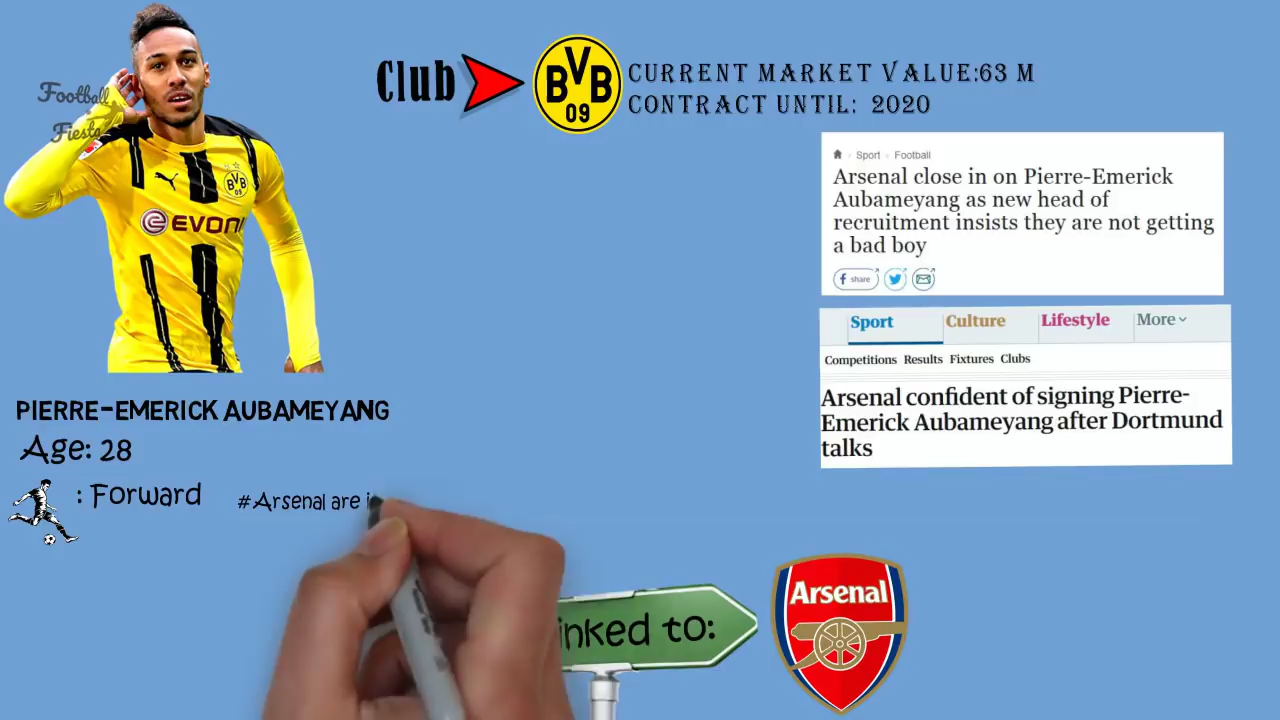 Football
Fiesta
Club
BVB
09
CURRENT MARKET VALUE:63 M
CONTRACT UNTIL: 2020
EVONI
Sport Football
Arsenal close in on Pierre-Emerick
Aubameyang as new head of
recruitment insists they are not getting
a bad boy
share
Sport Culture Lifestyle More
Competitions Results Fixtures Clubs
Arsenal confident of signing Pierre-
Emerick Aubameyang after Dortmund
talks
PIERRE-EMERICK AUBAMEYANG
Age: 28
: Forward
#Arsenal are i
inked to:
Arsenal